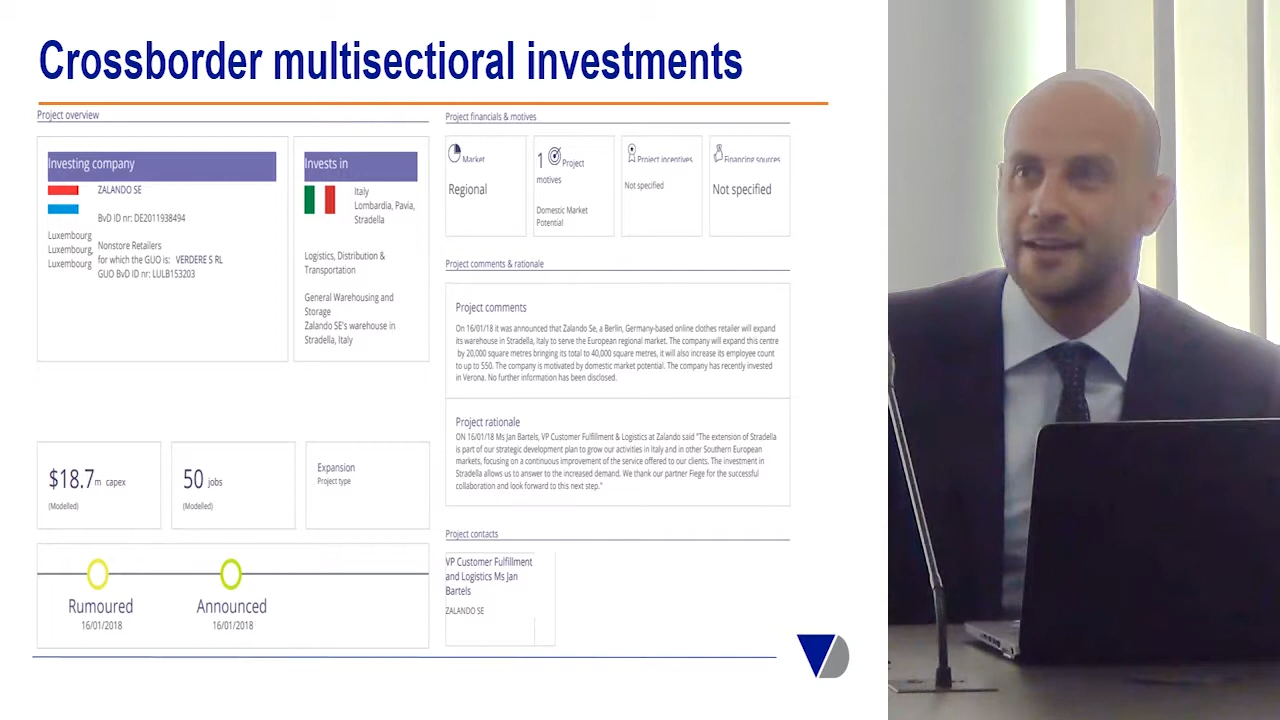 Crossborder multisectioral investments
Project overview
Investing company
ZALANDO SE
BvD ID nr: DE2011938494
Luxembourg
Luxembourg,
Luxembourg
Nonstore Retailers
for which the GUO is: VERDERE S RL
GUO BvD ID nr: LULB153203
Invests in
Italy
Lombardia, Pavia,
Stradella
Logistics, Distribution &
Transportation
General Warehousing and
Storage
Zalando SE's warehouse in
Stradella, Italy
$18.7m capex
(Modelled)
50 jobs
(Modelled)
Expansion
Project type
Rumoured
16/01/2018
Announced
16/01/2018
Project financials & motives
Market
Regional
1 Project
motives
Domestic Market
Potential
Project incentives
Not specified
Financing sources
Not specified
Project comments & rationale
Project comments
On 16/01/18 it was announced that Zalando Se, a Berlin, Germany-based online clothes retailer will expand
its warehouse in Stradella, Italy to serve the European regional market. The company will expand this centre
by 20,000 square metres bringing its total to 40,000 square metres, it will also increase its employee count
to up to 550. The company is motivated by domestic market potential. The company has recently invested
in Verona. No further information has been disclosed.
Project rationale
ON 16/01/18 Ms Jan Bartels, VP Customer Fulfillment & Logistics at Zalando said "The extension of Stradella
is part of our strategic development plan to grow our activities in Italy and in other Southern European
markets, focusing on a continuous improvement of the service offered to our clients. The investment in
Stradella allows us to answer to the increased demand. We thank our partner Fiege for the successful
collaboration and look forward to this next step."
Project contacts
VP Customer Fulfillment
and Logistics Ms Jan
Bartels
ZALANDO SE